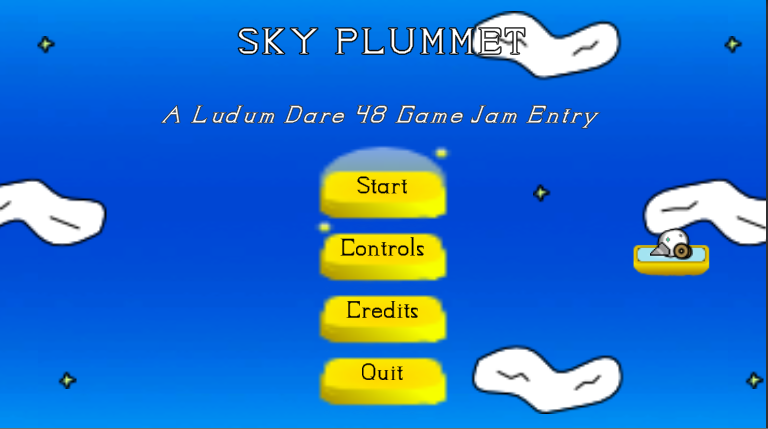 SKY PLUMMET
A Ludum Dare 48 Game Jam Entry
Start
Controls
Credits
Quit